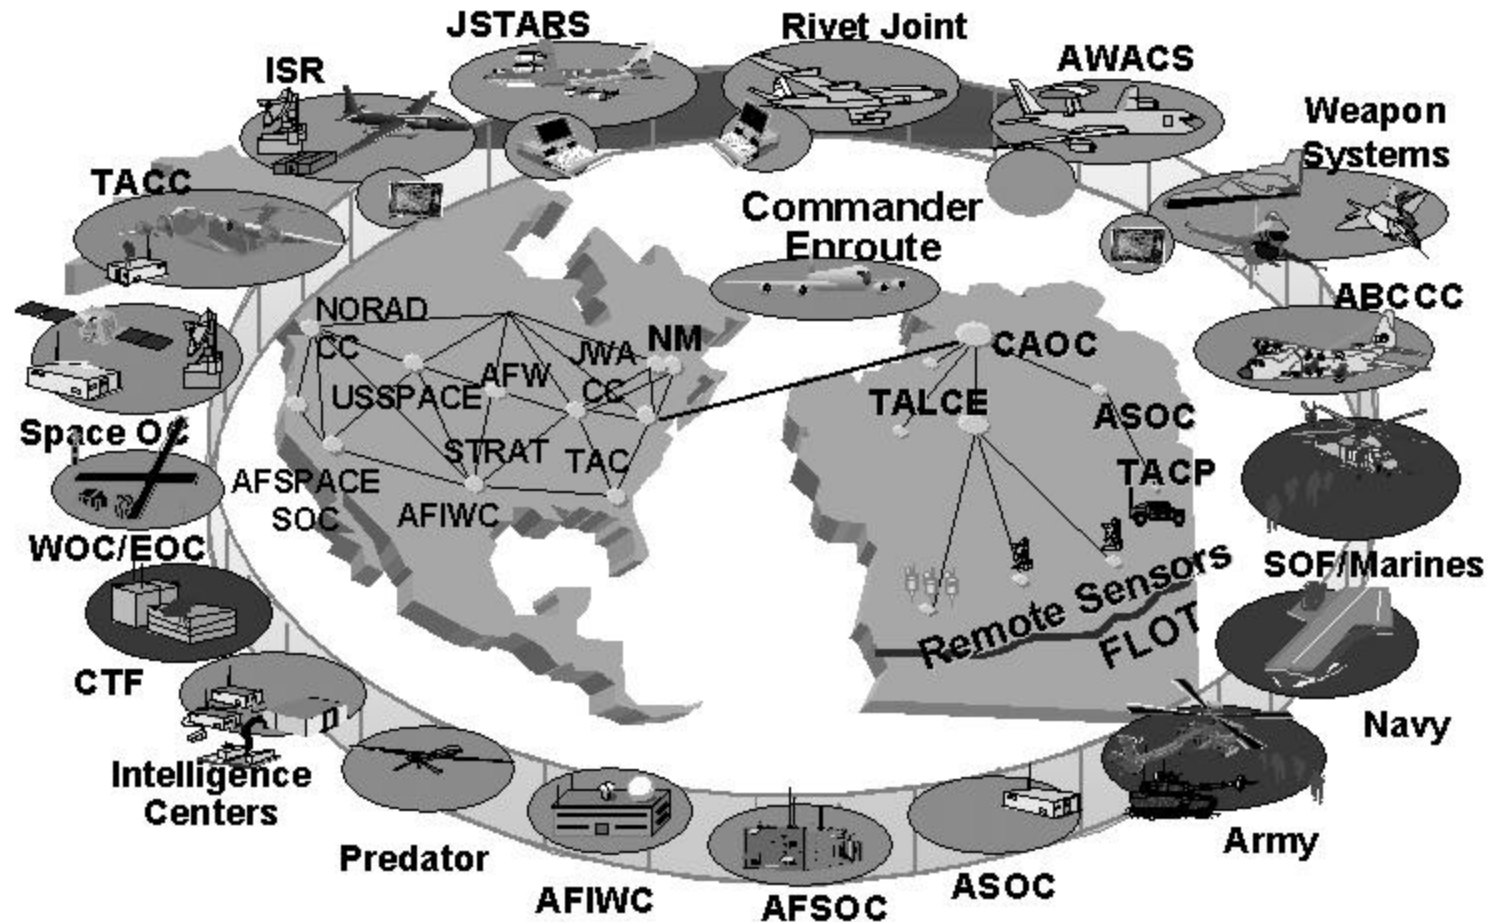 JSTARS
Rivet Joint
ISR
AWACS
Weapon
Systems
TACC
Commander
Enroute
ABCCC
NORAD
CC
NM
JWA
CC
CAOC
AFW
USSPACE
TALCE
ASOC
Space OC
STRAT
TAC
TACP
AFSPACE
SOC
AFIWC
WOC/EOC
Remote Sensors
FLOT
SOF/Marines
CTF
Navy
Intelligence
Centers
Army
Predator
AFIWC
AFSOC
ASOC